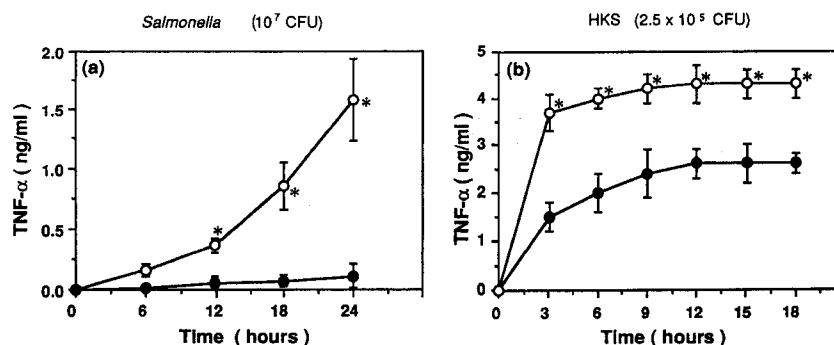 Salmonella (10⁷ CFU)
HKS (2.5 x 10⁵ CFU)
(a)
TNF-α ( ng/ml )
2.0
1.5
1.0
0.5
0.0
* * *
0 6 12 18 24
Time ( hours )
(b)
TNF-α ( ng/ml )
5
4
3
2
1
0
* * * * * *
0 3 6 9 12 15 18
Time ( hours )